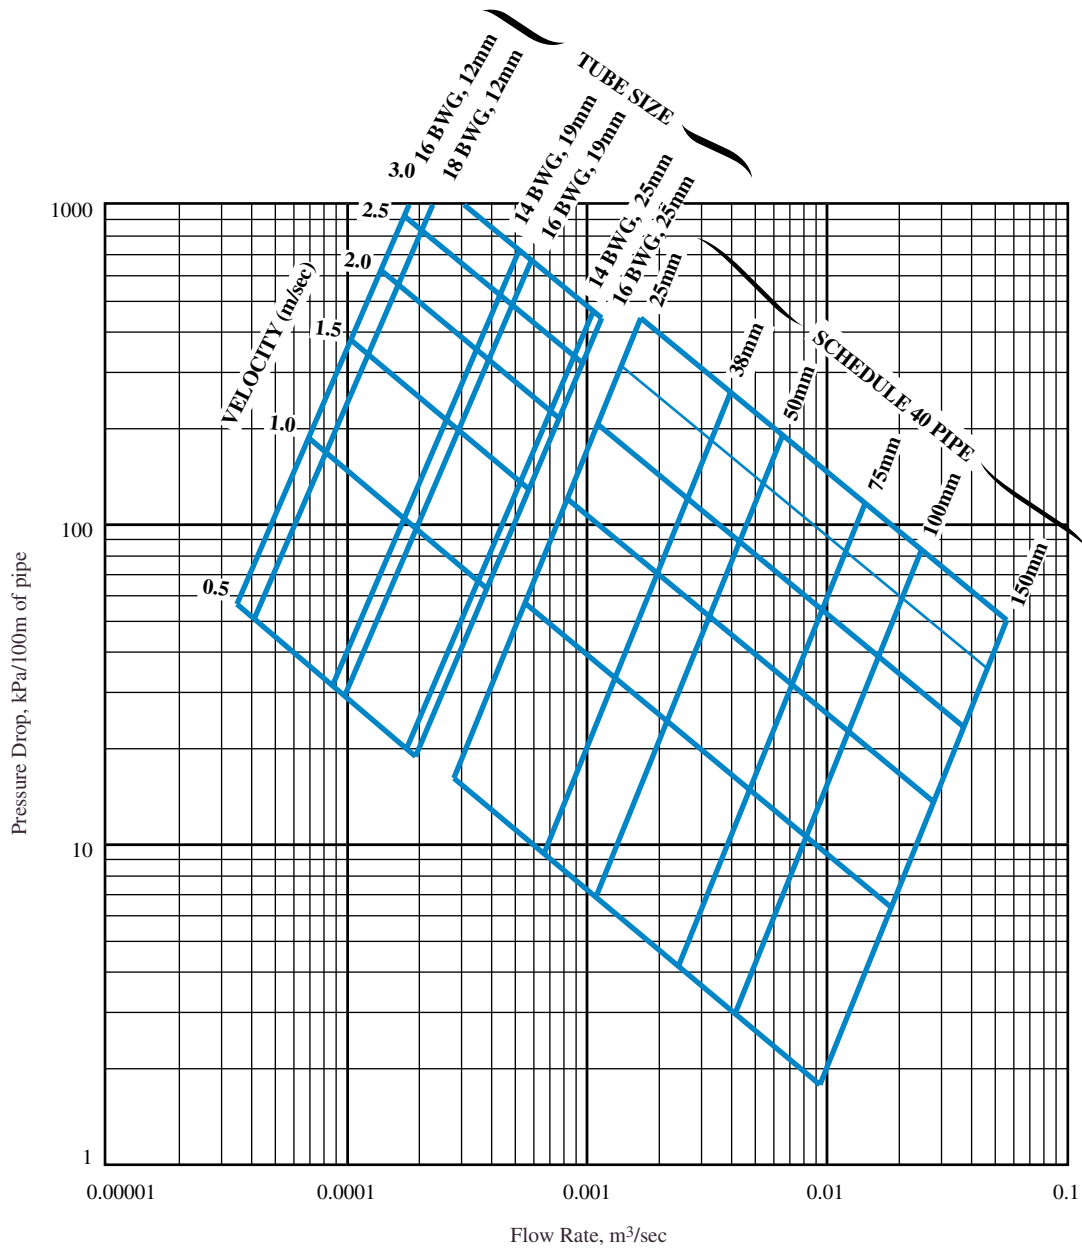 TUBE SIZE
16 BWG, 12mm
18 BWG, 12mm
14 BWG, 19mm
16 BWG, 19mm
14 BWG, 25mm
16 BWG, 25mm
25mm
38mm
50mm
75mm
100mm
150mm
SCHEDULE 40 PIPE
VELOCITY (m/sec)
3.0
2.5
2.0
1.5
1.0
0.5
Pressure Drop, kPa/100m of pipe
1000
100
10
1
0.00001
0.0001
0.001
0.01
0.1
Flow Rate, m³/sec